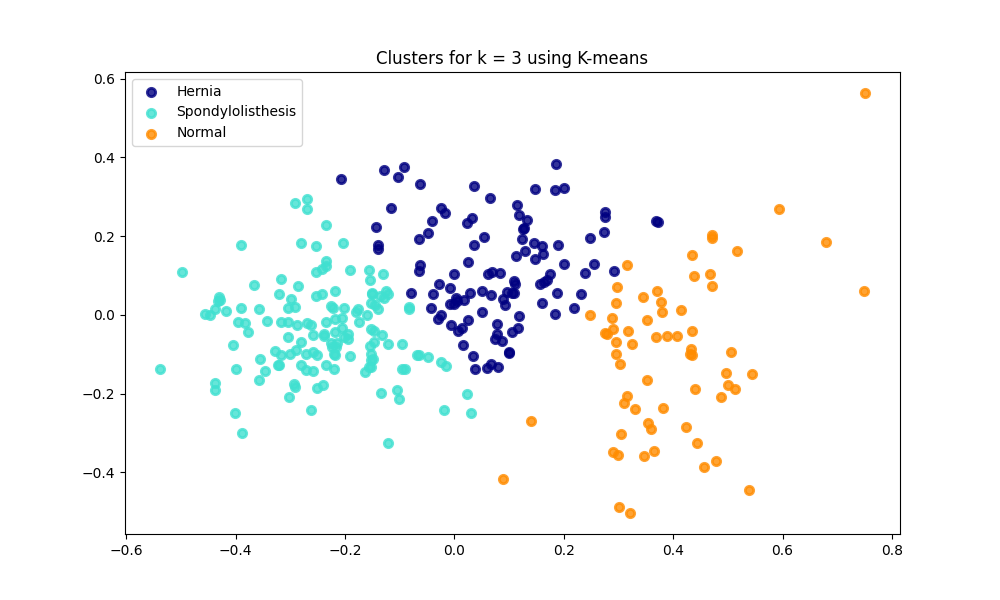 Clusters for k = 3 using K-means
Hernia
Spondylolisthesis
Normal
0.6
0.4
0.2
0.0
−0.2
−0.4
−0.6 −0.4 −0.2 0.0 0.2 0.4 0.6 0.8